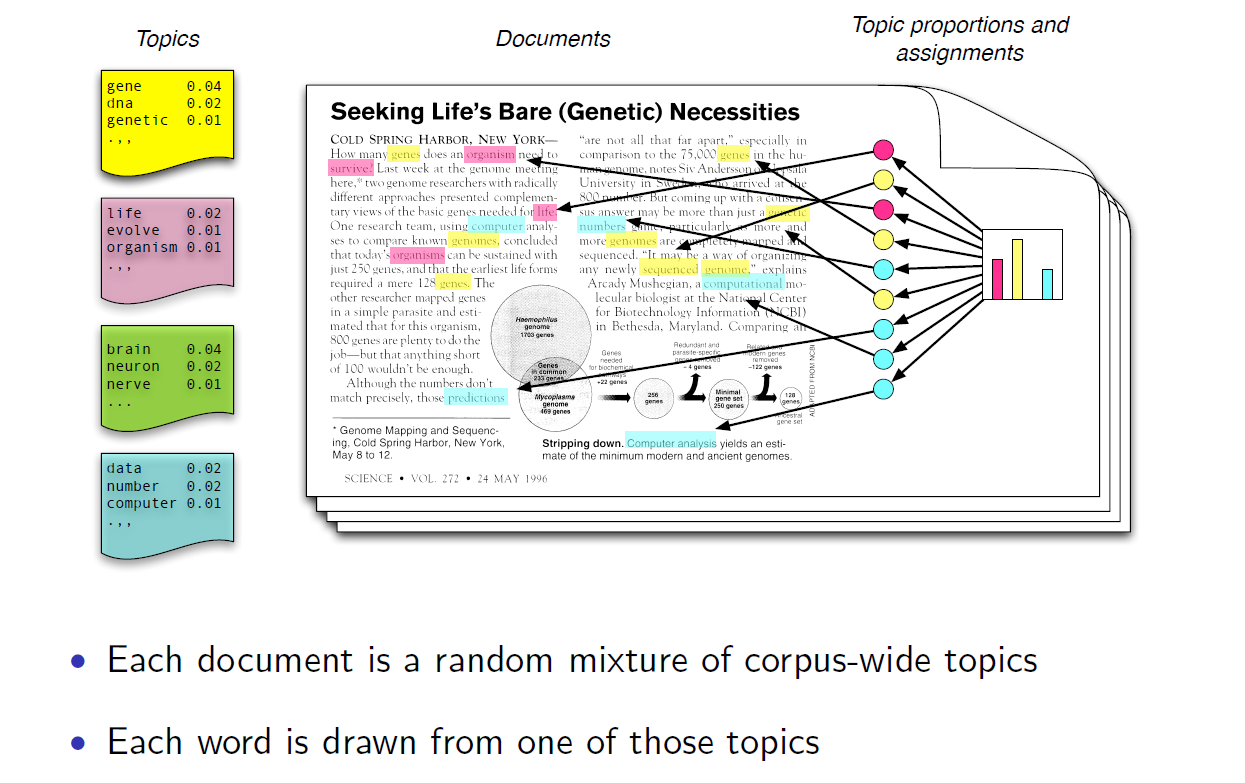 Topics
Documents
Topic proportions and
assignments
gene 0.04
dna 0.02
genetic 0.01
.,,
life 0.02
evolve 0.01
organism 0.01
.,,
brain 0.04
neuron 0.02
nerve 0.01
...
data 0.02
number 0.02
computer 0.01
.,,
Seeking Life's Bare (Genetic) Necessities
COLD SPRING HARBOR, NEW YORK—
How many genes does an organism need to
survive? Last week at the genome meeting
here,* two genome researchers with radically
different approaches presented complemen-
tary views of the basic genes needed for life.
One research team, using computer analy-
ses to compare known genomes, concluded
that today's organisms can be sustained with
just 250 genes, and that the earliest life forms
required a mere 128 genes. The
other researcher mapped genes
in a simple parasite and esti-
mated that for this organism,
800 genes are plenty to do the
job—but that anything short
of 100 wouldn't be enough.
Although the numbers don't
match precisely, those predictions
* Genome Mapping and Sequenc-
ing, Cold Spring Harbor, New York,
May 8 to 12.
"are not all that far apart," especially in
comparison to the 75,000 genes in the hu-
man genome, notes Siv Andersson of Uppsala
University in Sweden, who arrived at the
800 number. But coming up with a consen-
sus answer may be more than just a genetic
numbers game, particularly as more and
more genomes are completely mapped and
sequenced. "It may be a way of organizing
any newly sequenced genome," explains
Arcady Mushegian, a computational mo-
lecular biologist at the National Center
for Biotechnology Information (NCBI)
in Bethesda, Maryland. Comparing an
Haemophilus
genome
1703 genes
Genes
in common
233 genes
Mycoplasma
genome
469 genes
Genes
needed
for biochemical
pathways
+22 genes
256
genes
Redundant and
parasite-specific
genes removed
– 4 genes
Minimal
gene set
250 genes
Related and
modern genes
removed
–122 genes
128
genes
Ancestral
gene set
ADAPTED FROM NCBI
Stripping down. Computer analysis yields an esti-
mate of the minimum modern and ancient genomes.
SCIENCE • VOL. 272 • 24 MAY 1996
• Each document is a random mixture of corpus-wide topics
• Each word is drawn from one of those topics